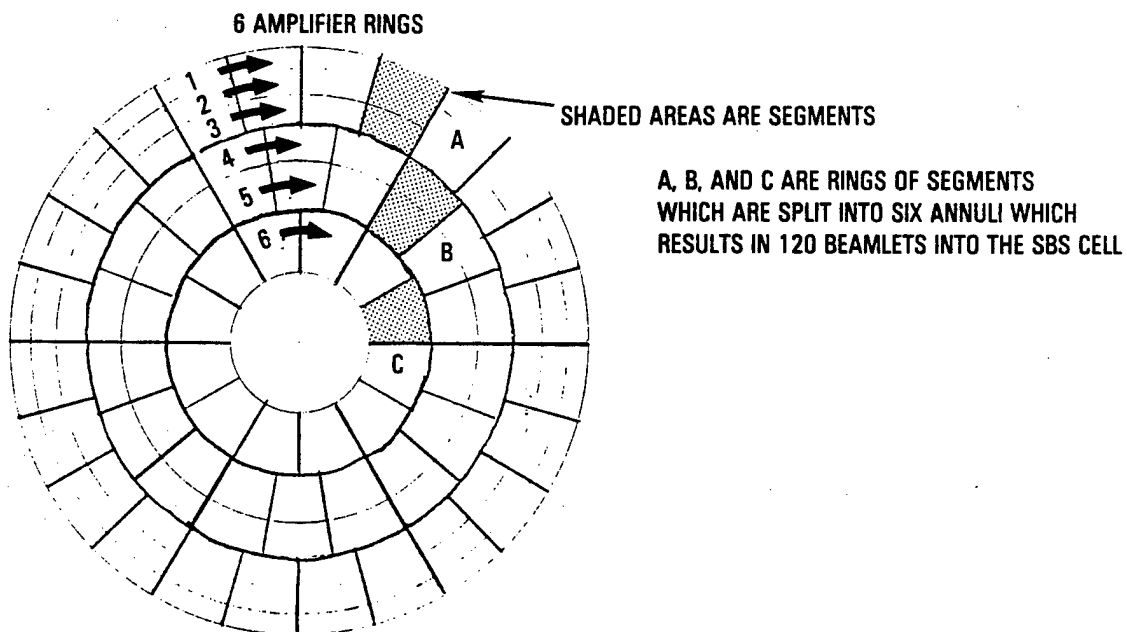 6 AMPLIFIER RINGS
1
2
3
4
5
6
A
B
C
SHADED AREAS ARE SEGMENTS
A, B, AND C ARE RINGS OF SEGMENTS
WHICH ARE SPLIT INTO SIX ANNULI WHICH
RESULTS IN 120 BEAMLETS INTO THE SBS CELL